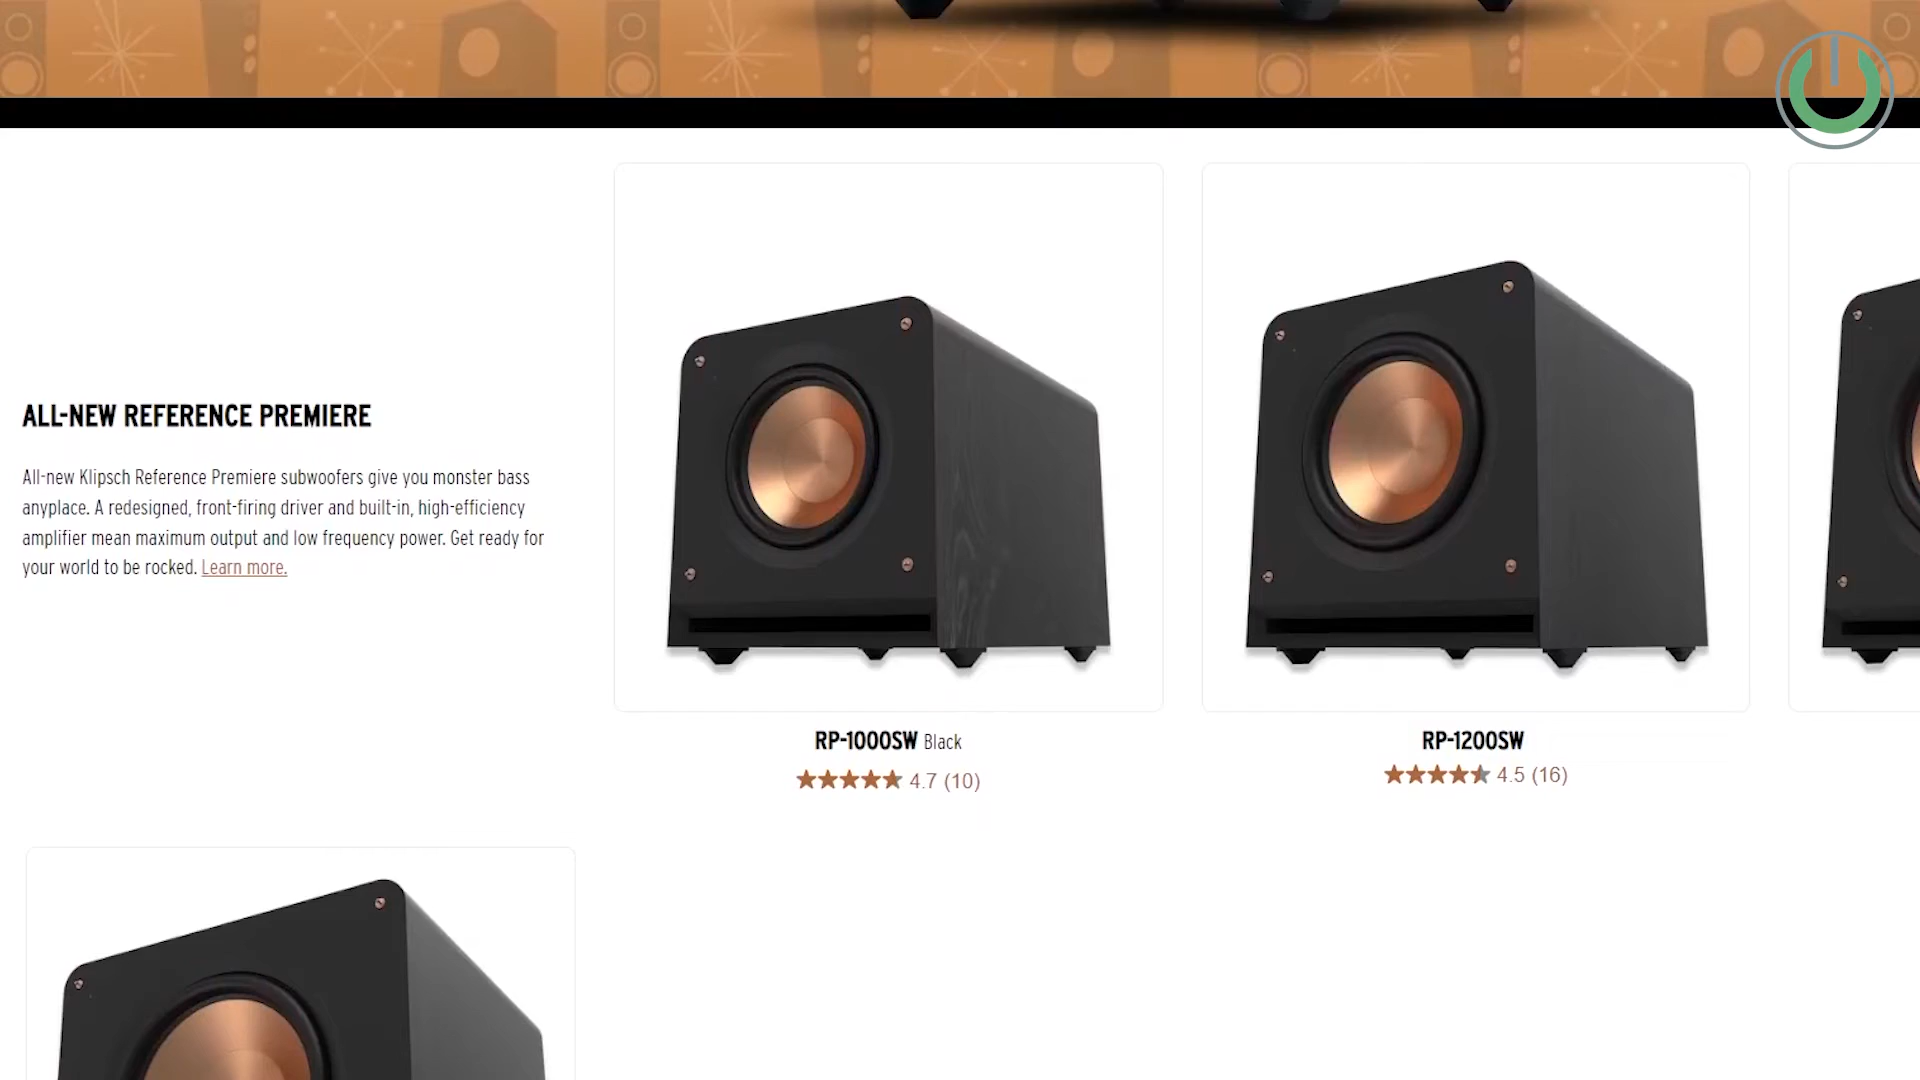 ALL-NEW REFERENCE PREMIERE
All-new Klipsch Reference Premiere subwoofers give you monster bass
anyplace. A redesigned, front-firing driver and built-in, high-efficiency
amplifier mean maximum output and low frequency power. Get ready for
your world to be rocked. Learn more.
RP-1000SW Black
4.7 (10)
RP-1200SW
4.5 (16)